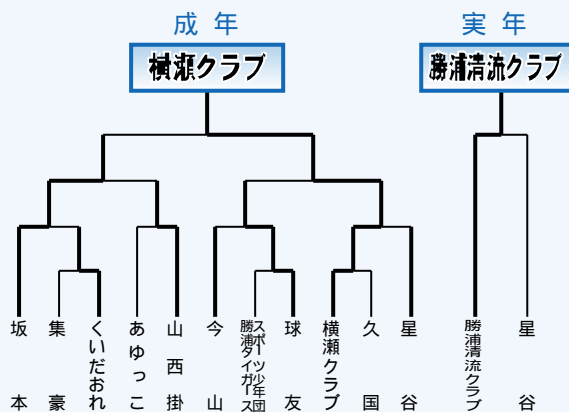 成年
横瀬クラブ
実年
勝浦清流クラブ
坂本
集豪
くいだおれ
あゆっこ
山西掛
今山
スポーツ少年団
勝浦タイガース
球友
横瀬クラブ
久国
星谷
勝浦清流クラブ
星谷